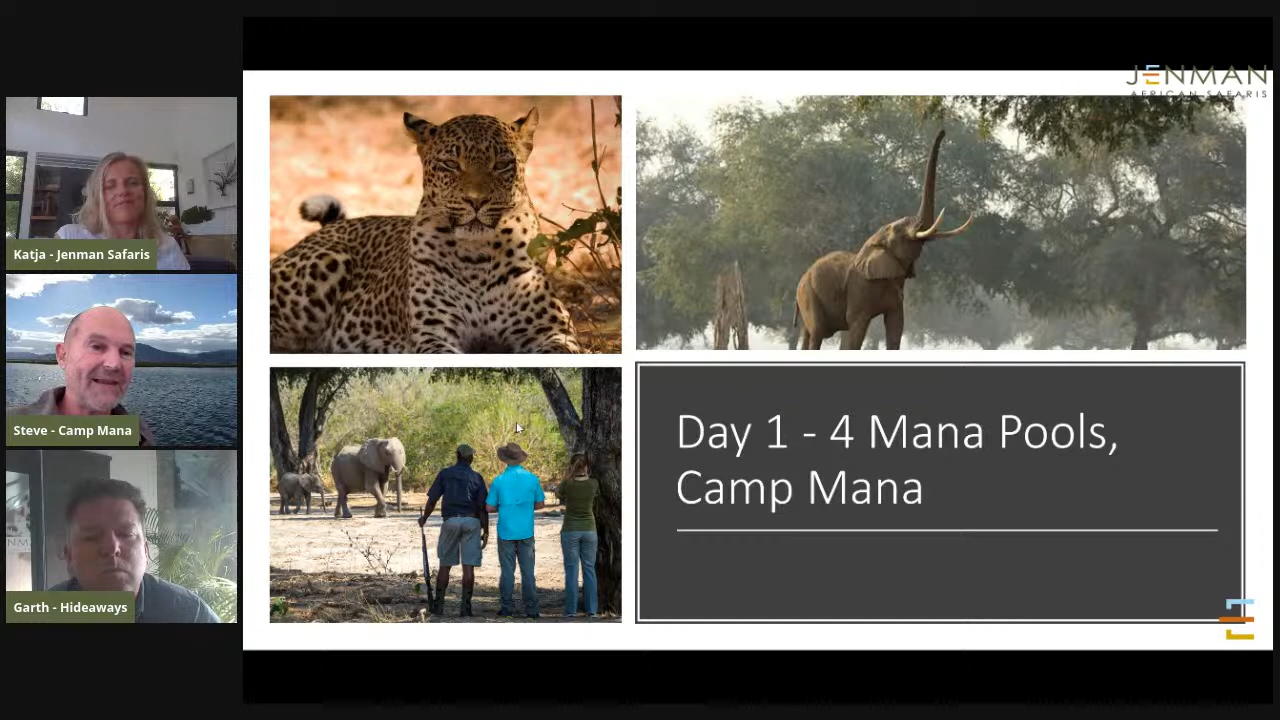 JENMAN
AFRICAN SAFARIS
Katja - Jenman Safaris
Steve - Camp Mana
Day 1 - 4 Mana Pools,
Camp Mana
Garth - Hideaways